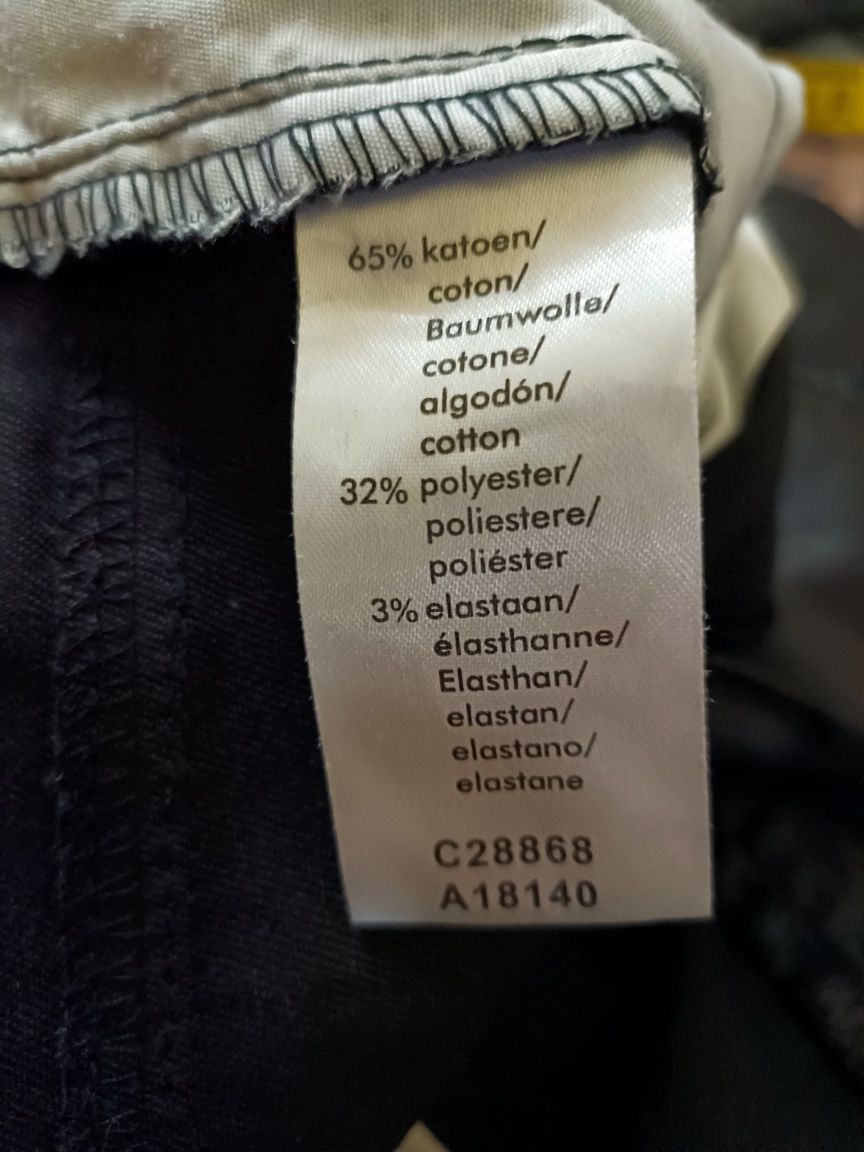 65% katoen/
coton/
Baumwolle/
cotone/
algodón/
cotton
32% polyester/
poliestere/
poliéster
3% elastaan/
élasthanne/
Elasthan/
elastan/
elastano/
elastane
C28868
A18140